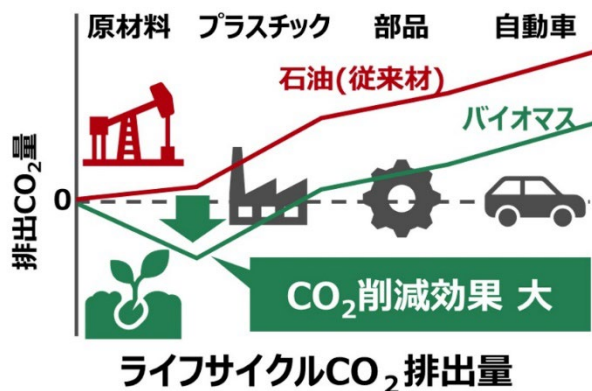 原材料 プラスチック 部品 自動車
石油(従来材)
バイオマス
排出CO₂量
0
CO₂削減効果 大
ライフサイクルCO₂排出量